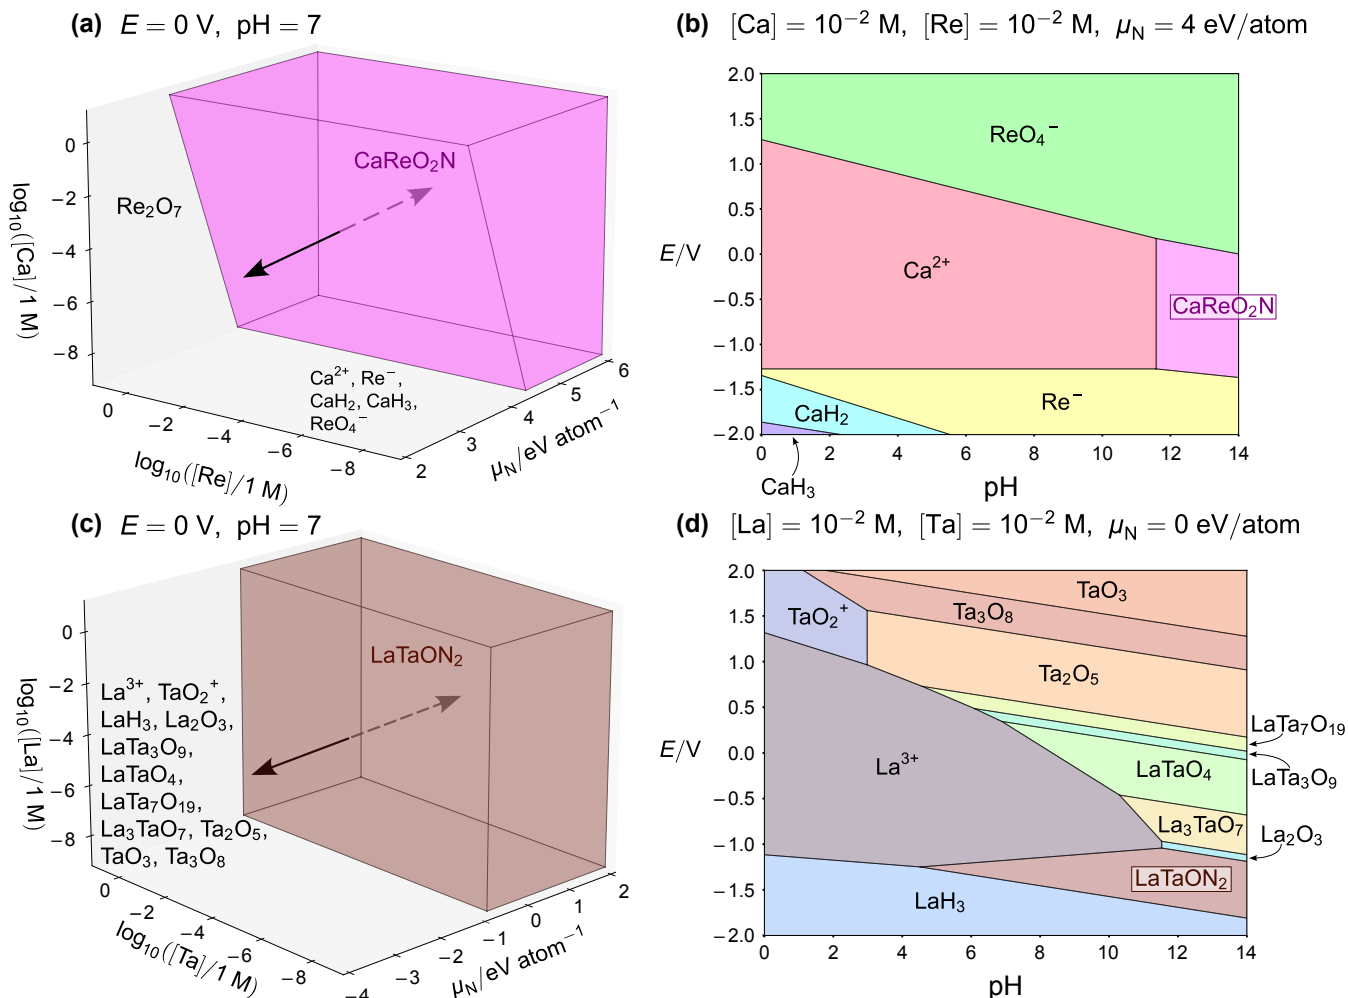 (a) E = 0 V, pH = 7
0
−2
−4
−6
−8
log₁₀([Ca]/1 M)
Re₂O₇
CaReO₂N
Ca²⁺, Re⁻,
CaH₂, CaH₃,
ReO₄⁻
0
−2
−4
−6
−8
log₁₀([Re]/1 M)
2
3
4
5
6
μ_N/eV atom⁻¹
(b) [Ca] = 10⁻² M, [Re] = 10⁻² M, μ_N = 4 eV/atom
2.0
1.5
1.0
0.5
0.0
−0.5
−1.0
−1.5
−2.0
E/V
ReO₄⁻
Ca²⁺
CaReO₂N
Re⁻
CaH₂
CaH₃
0 2 4 6 8 10 12 14
pH
(c) E = 0 V, pH = 7
0
−2
−4
−6
−8
log₁₀([La]/1 M)
LaTaON₂
La³⁺, TaO₂⁺,
LaH₃, La₂O₃,
LaTa₃O₉,
LaTaO₄,
LaTa₇O₁₉,
La₃TaO₇, Ta₂O₅,
TaO₃, Ta₃O₈
0
−2
−4
−6
−8
log₁₀([Ta]/1 M)
−4
−3
−2
−1
0
1
2
μ_N/eV atom⁻¹
(d) [La] = 10⁻² M, [Ta] = 10⁻² M, μ_N = 0 eV/atom
2.0
1.5
1.0
0.5
0.0
−0.5
−1.0
−1.5
−2.0
E/V
TaO₃
Ta₃O₈
TaO₂⁺
Ta₂O₅
LaTa₇O₁₉
LaTa₃O₉
La³⁺
LaTaO₄
La₃TaO₇
La₂O₃
LaTaON₂
LaH₃
0 2 4 6 8 10 12 14
pH